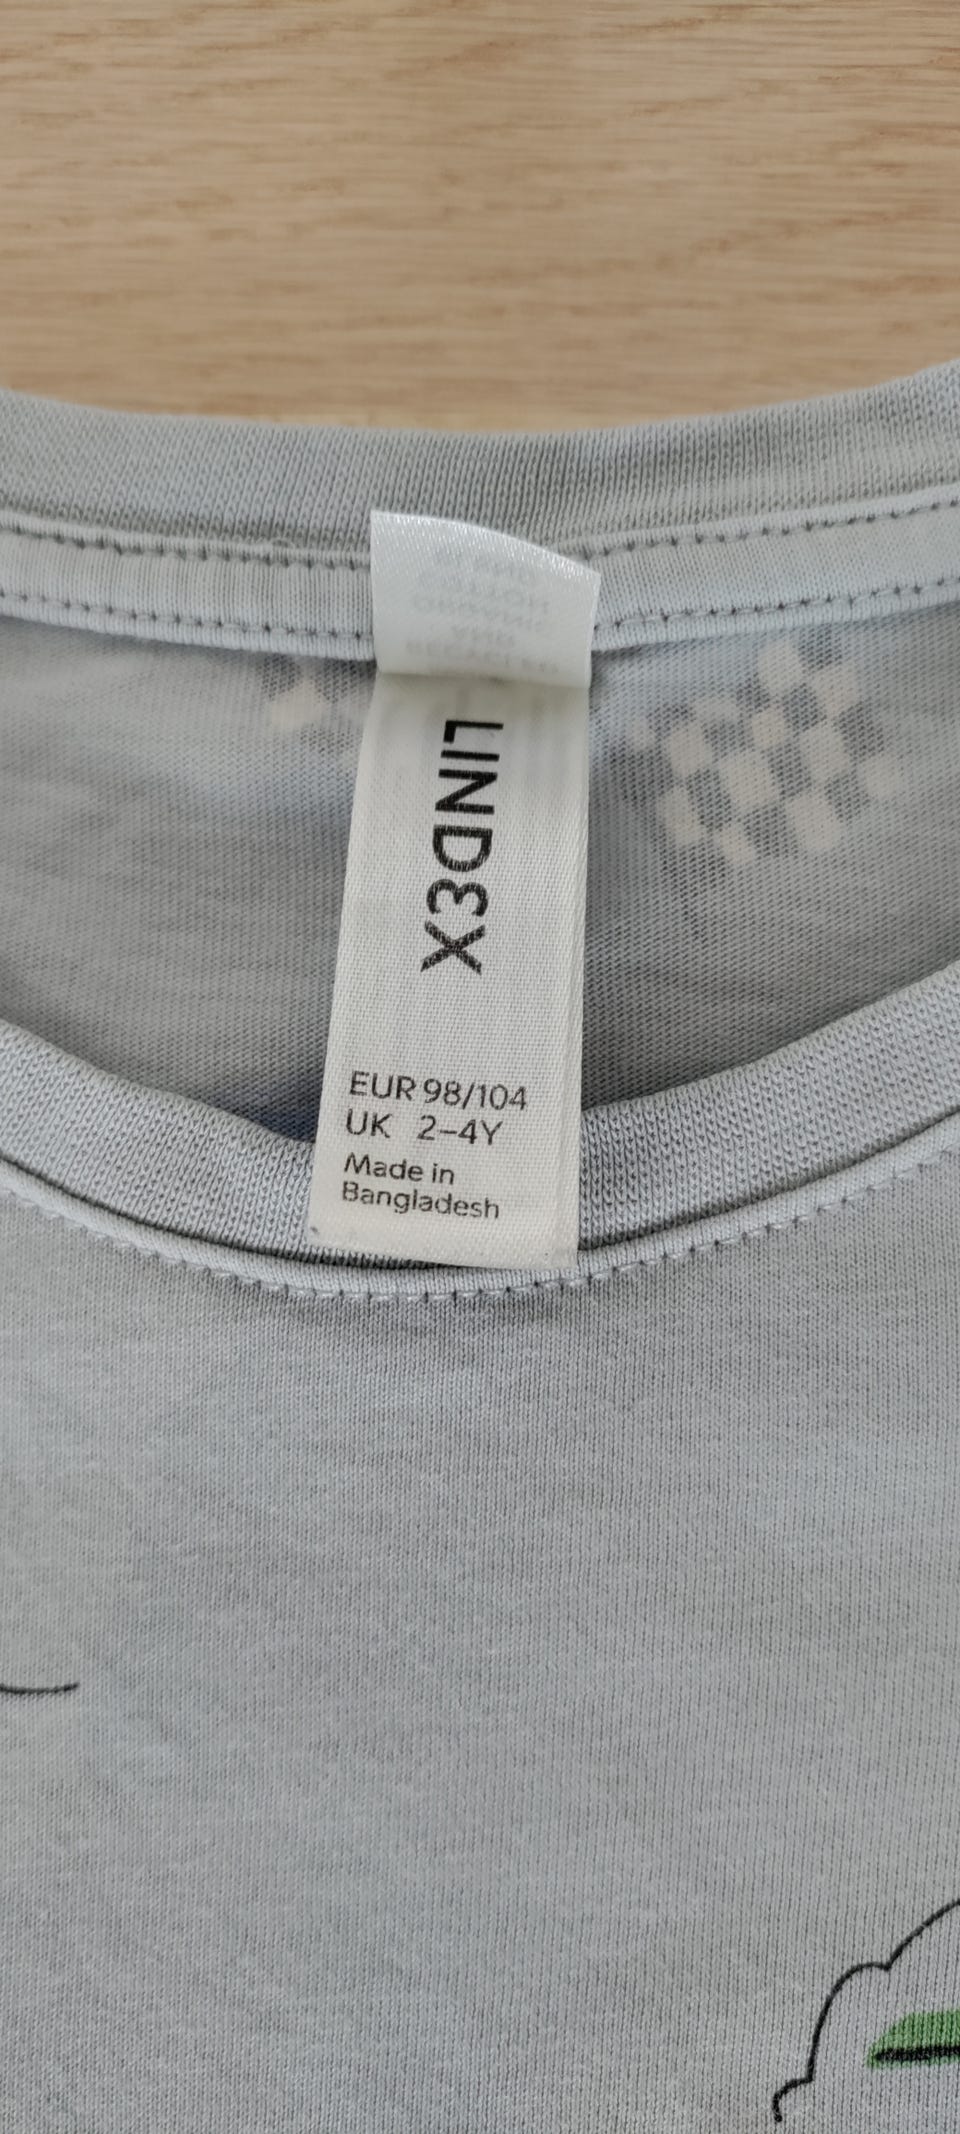 LINDEX
EUR 98/104
UK 2-4Y
Made in
Bangladesh